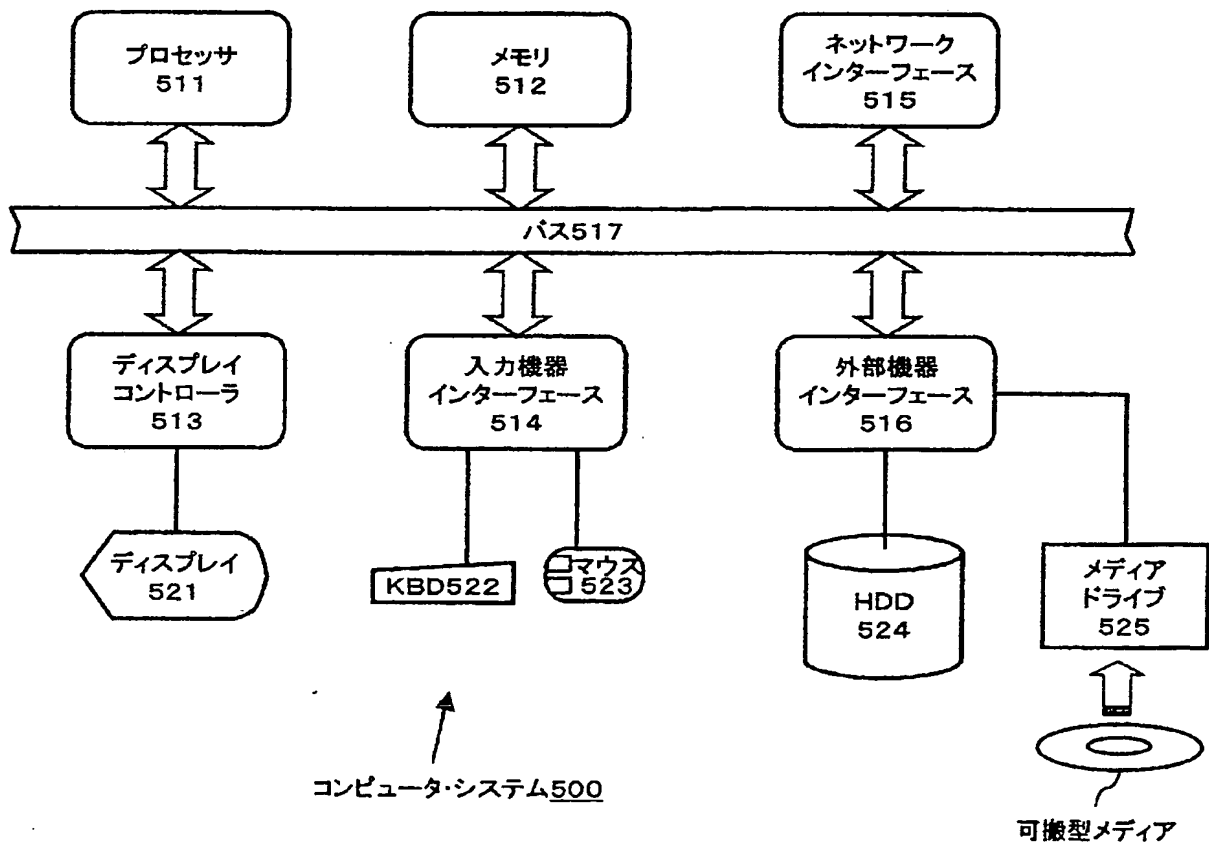 プロセッサ
511
メモリ
512
ネットワーク
インターフェース
515
バス517
ディスプレイ
コントローラ
513
入力機器
インターフェース
514
外部機器
インターフェース
516
ディスプレイ
521
KBD522
マウス
523
HDD
524
メディア
ドライブ
525
コンピュータ・システム500
可搬型メディア